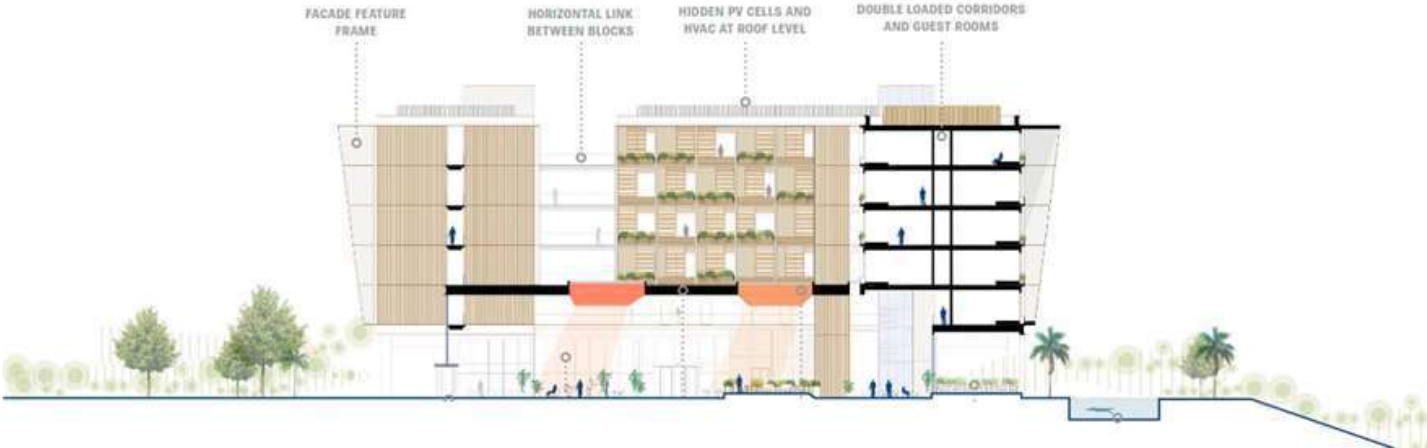 FACADE FEATURE
FRAME
HORIZONTAL LINK
BETWEEN BLOCKS
HIDDEN PV CELLS AND
HVAC AT ROOF LEVEL
DOUBLE LOADED CORRIDORS
AND GUEST ROOMS